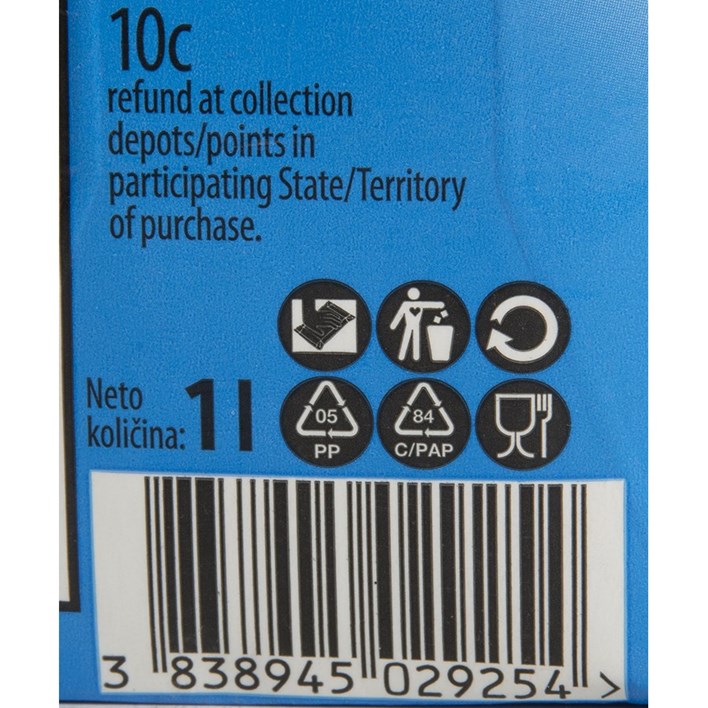 10c
refund at collection
depots/points in
participating State/Territory
of purchase.
Neto
količina: 1 l
05
PP
84
C/PAP
3 838945 029254 >